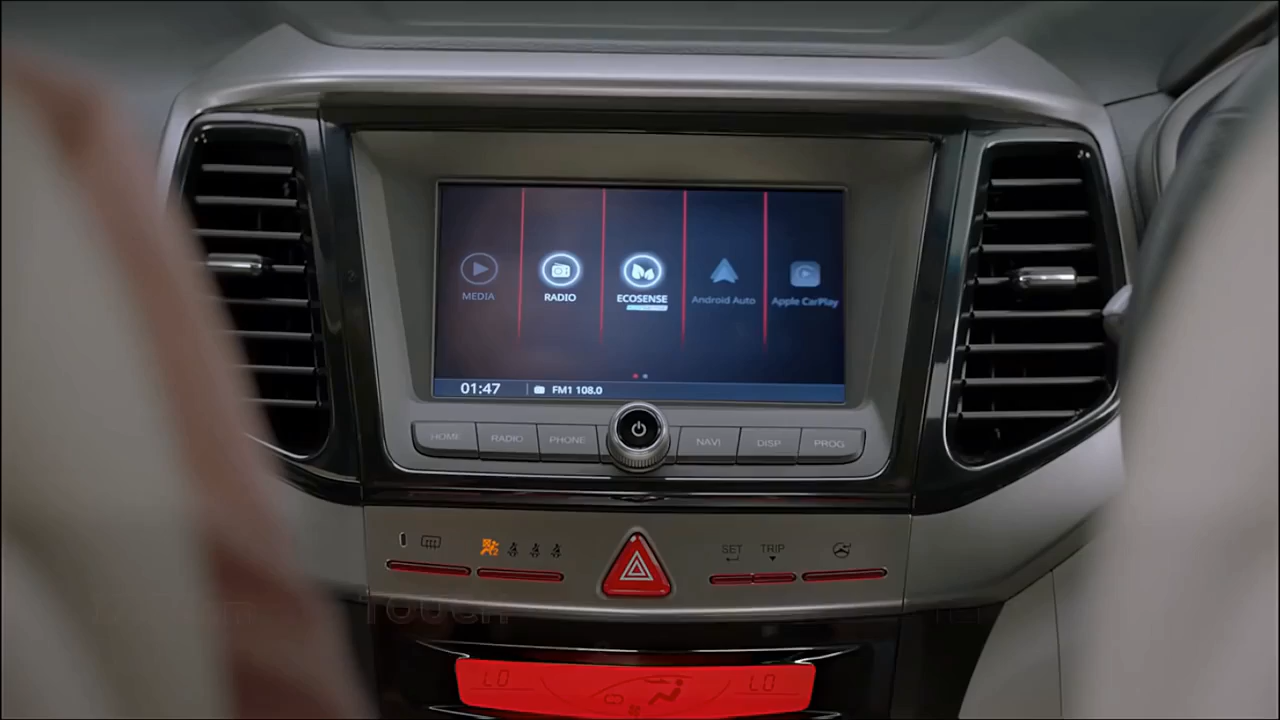 MEDIA
RADIO
ECOSENSE
Android Auto
Apple CarPlay
01:47
FM1 108.0
HOME
RADIO
PHONE
NAVI
DISP
PROG
SET
TRIP
TOUCH
LO
LO